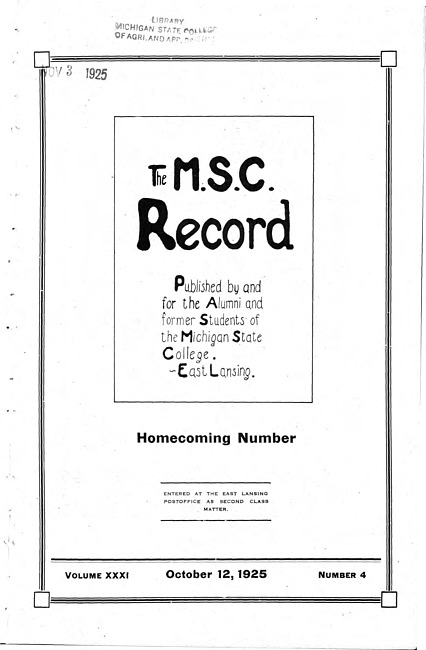 LIBRARY
MICHIGAN STATE COLLEGE
OF AGRI. AND APP.
NOV 3 1925
The M.S.C.
Record
Published by and
for the Alumni and
former Students of
the Michigan State
College.
~East Lansing.
Homecoming Number
ENTERED AT THE EAST LANSING
POSTOFFICE AS SECOND CLASS
MATTER.
VOLUME XXXI October 12, 1925 NUMBER 4